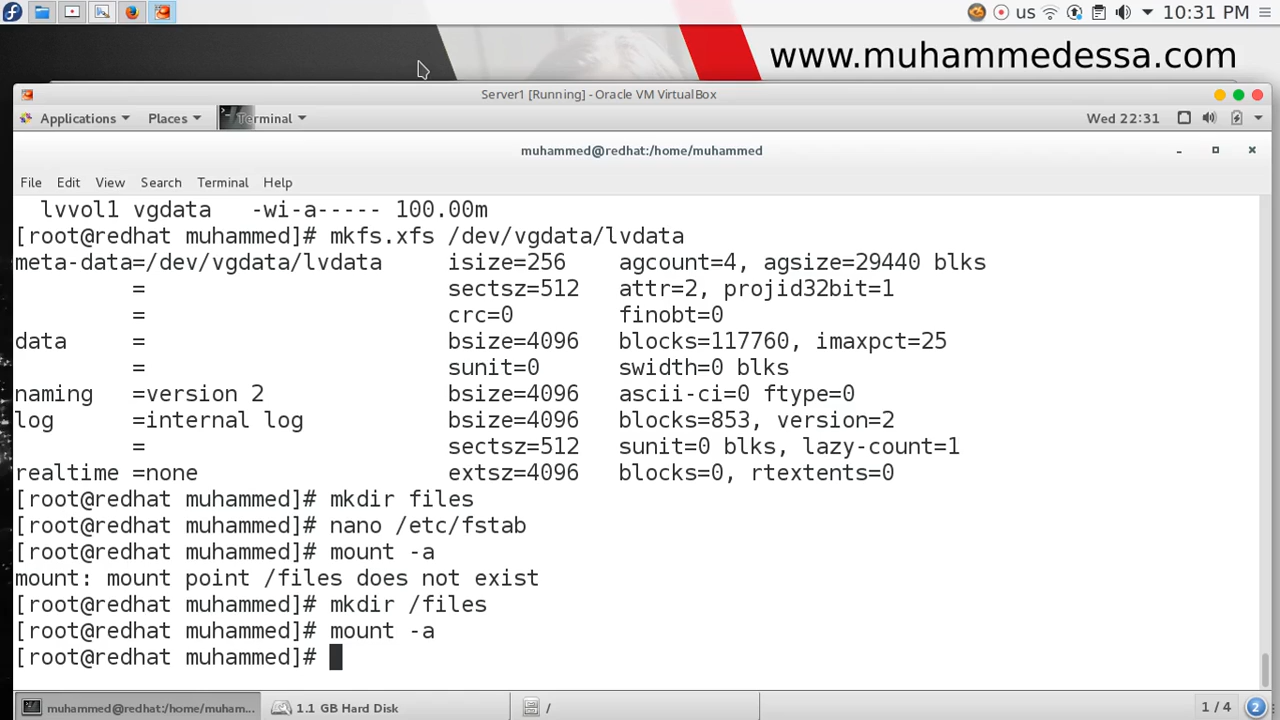 us
10:31 PM
www.muhammedessa.com
Server1 [Running] - Oracle VM VirtualBox
Applications Places Terminal Wed 22:31
muhammed@redhat:/home/muhammed
File Edit View Search Terminal Help
lvvol1 vgdata -wi-a----- 100.00m
[root@redhat muhammed]# mkfs.xfs /dev/vgdata/lvdata
meta-data=/dev/vgdata/lvdata isize=256 agcount=4, agsize=29440 blks
= sectsz=512 attr=2, projid32bit=1
= crc=0 finobt=0
data = bsize=4096 blocks=117760, imaxpct=25
= sunit=0 swidth=0 blks
naming =version 2 bsize=4096 ascii-ci=0 ftype=0
log =internal log bsize=4096 blocks=853, version=2
= sectsz=512 sunit=0 blks, lazy-count=1
realtime =none extsz=4096 blocks=0, rtextents=0
[root@redhat muhammed]# mkdir files
[root@redhat muhammed]# nano /etc/fstab
[root@redhat muhammed]# mount -a
mount: mount point /files does not exist
[root@redhat muhammed]# mkdir /files
[root@redhat muhammed]# mount -a
[root@redhat muhammed]#
muhammed@redhat:/home/muham... 1.1 GB Hard Disk / 1 / 4 2